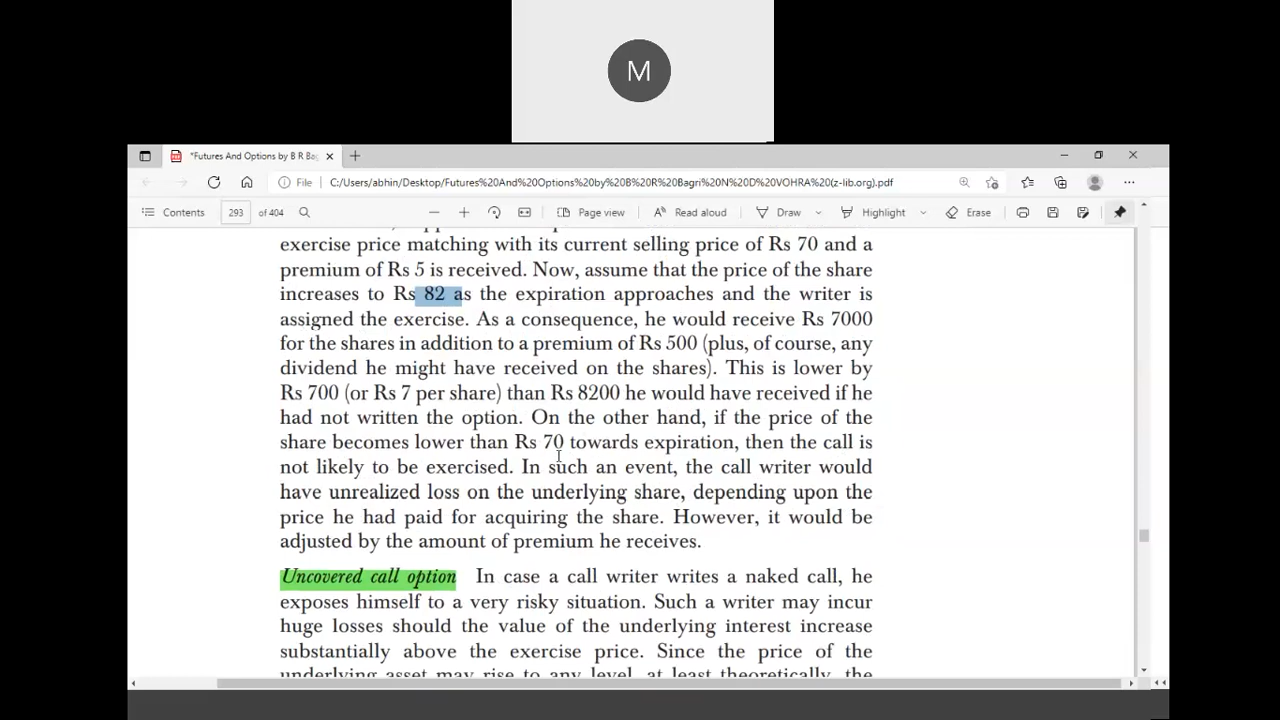 M
*Futures And Options by B R Bag
File
C:/Users/abhin/Desktop/Futures%20And%20Options%20by%20B%20R%20Bagri%20N%20D%20VOHRA%20(z-lib.org).pdf
Contents
293 of 404
Page view
Read aloud
Draw
Highlight
Erase
exercise price matching with its current selling price of Rs 70 and a
premium of Rs 5 is received. Now, assume that the price of the share
increases to Rs 82 as the expiration approaches and the writer is
assigned the exercise. As a consequence, he would receive Rs 7000
for the shares in addition to a premium of Rs 500 (plus, of course, any
dividend he might have received on the shares). This is lower by
Rs 700 (or Rs 7 per share) than Rs 8200 he would have received if he
had not written the option. On the other hand, if the price of the
share becomes lower than Rs 70 towards expiration, then the call is
not likely to be exercised. In such an event, the call writer would
have unrealized loss on the underlying share, depending upon the
price he had paid for acquiring the share. However, it would be
adjusted by the amount of premium he receives.
Uncovered call option In case a call writer writes a naked call, he
exposes himself to a very risky situation. Such a writer may incur
huge losses should the value of the underlying interest increase
substantially above the exercise price. Since the price of the
underlying asset may rise to any level, at least theoretically, the